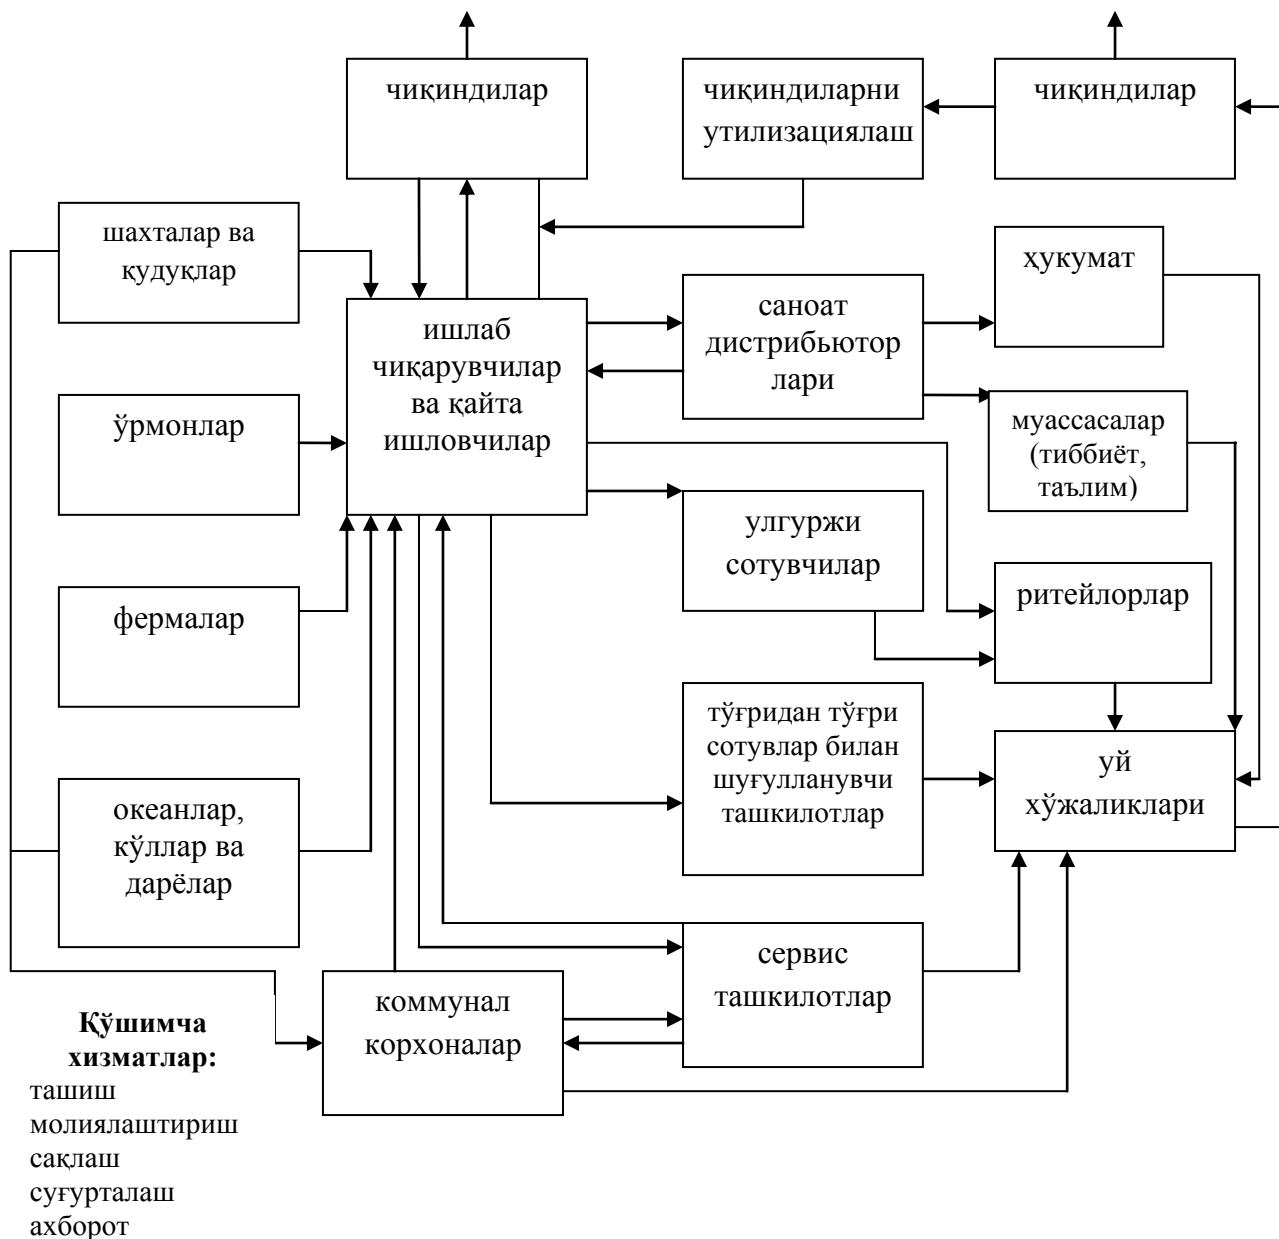 чиқиндилар
чиқиндиларни
утилизациялаш
чиқиндилар
шахталар ва
қудуқлар
ҳукумат
ишлаб
чиқарувчилар
ва қайта
ишловчилар
саноат
дистрибьютор
лари
ўрмонлар
муассасалар
(тиббиёт,
таълим)
улгуржи
сотувчилар
фермалар
ритейлорлар
тўғридан тўғри
сотувлар билан
шуғулланувчи
ташкилотлар
уй
хўжаликлари
океанлар,
кўллар ва
дарёлар
сервис
ташкилотлар
коммунал
корхоналар
Қўшимча
хизматлар:
ташиш
молиялаштириш
сақлаш
суғурталаш
ахборот